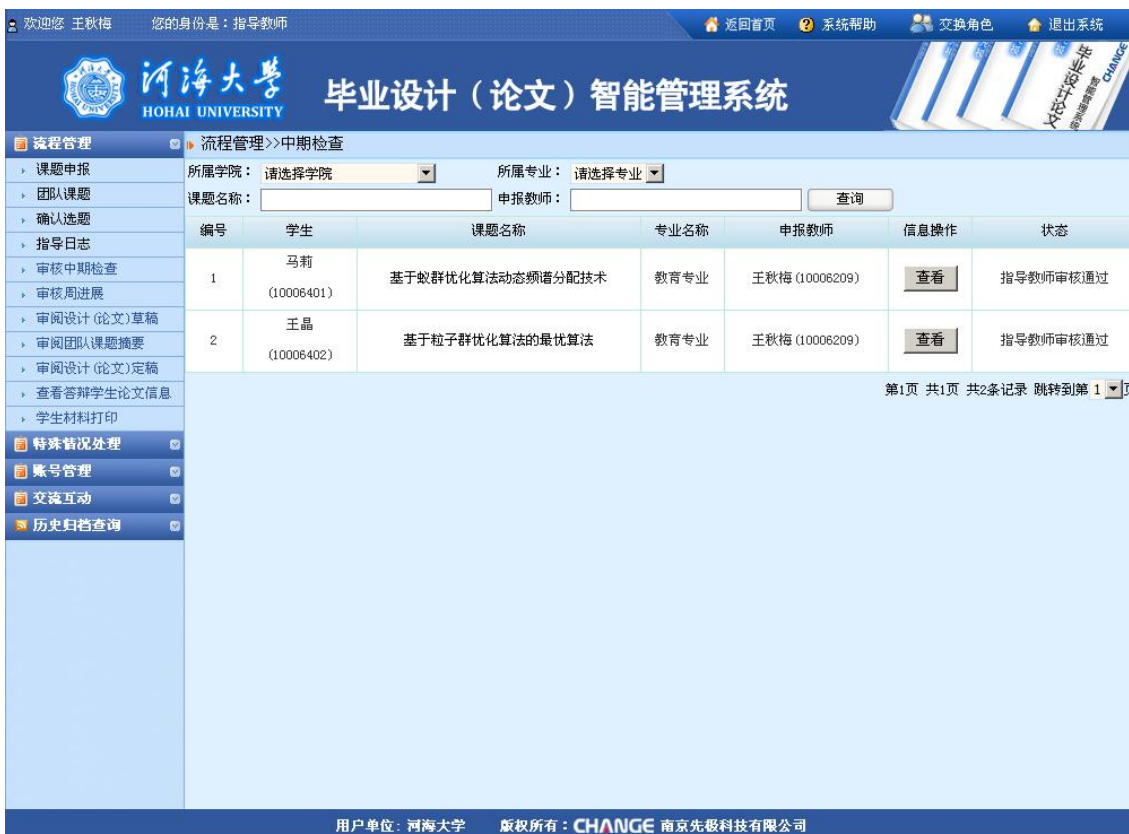 欢迎您 王秋梅 您的身份是：指导教师 返回首页 系统帮助 交换角色 退出系统
河海大學
HOHAI UNIVERSITY
毕业设计（论文）智能管理系统
CHANGE
智能管理系统
毕业设计论文
流程管理
课题申报
团队课题
确认选题
指导日志
审核中期检查
审核周进展
审阅设计(论文)草稿
审阅团队课题摘要
审阅设计(论文)定稿
查看答辩学生论文信息
学生材料打印
特殊情况处理
账号管理
交流互动
历史归档查询
流程管理>>中期检查
所属学院： 请选择学院 所属专业： 请选择专业
课题名称： 申报教师： 查询
编号 学生 课题名称 专业名称 申报教师 信息操作 状态
1 马莉 (10006401) 基于蚁群优化算法动态频谱分配技术 教育专业 王秋梅(10006209) 查看 指导教师审核通过
2 王晶 (10006402) 基于粒子群优化算法的最优算法 教育专业 王秋梅(10006209) 查看 指导教师审核通过
第1页 共1页 共2条记录 跳转到第 1 页
用户单位: 河海大学 版权所有：CHANGE 南京先极科技有限公司